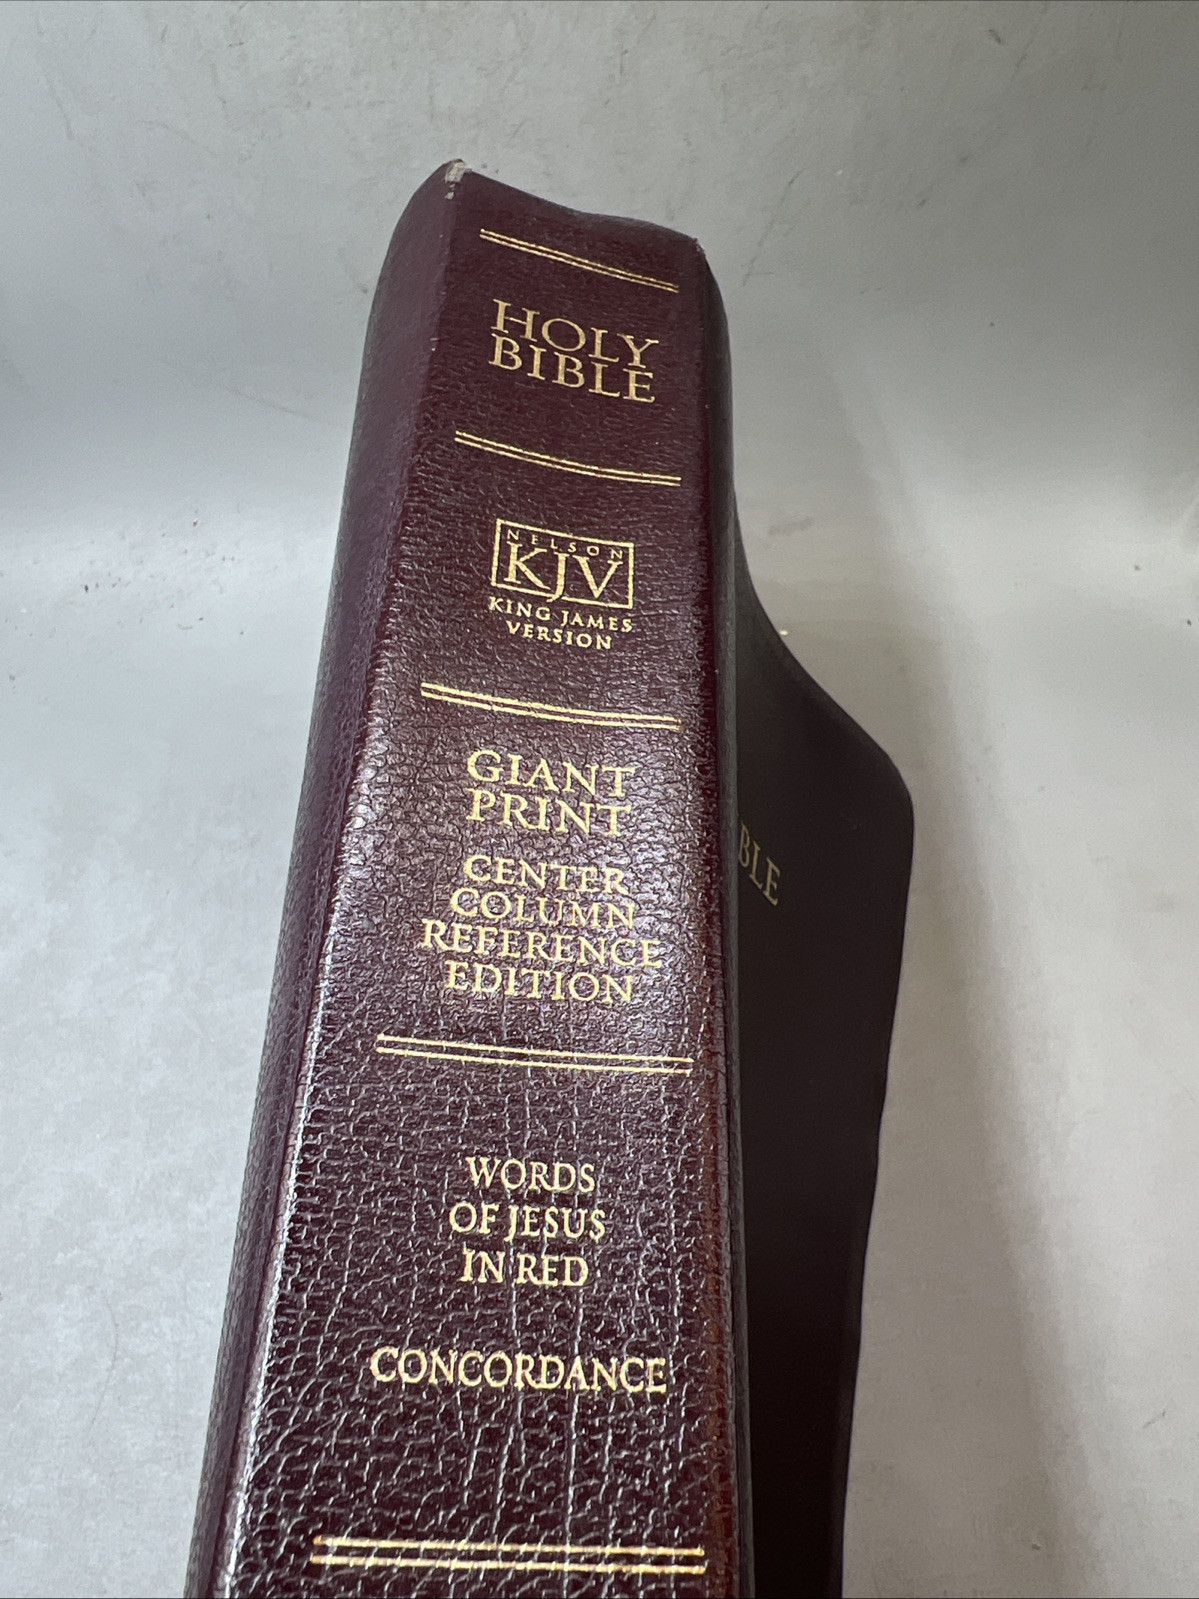 HOLY
BIBLE
NELSON
KJV
KING JAMES
VERSION
GIANT
PRINT
CENTER
COLUMN
REFERENCE
EDITION
WORDS
OF JESUS
IN RED
CONCORDANCE
BLE